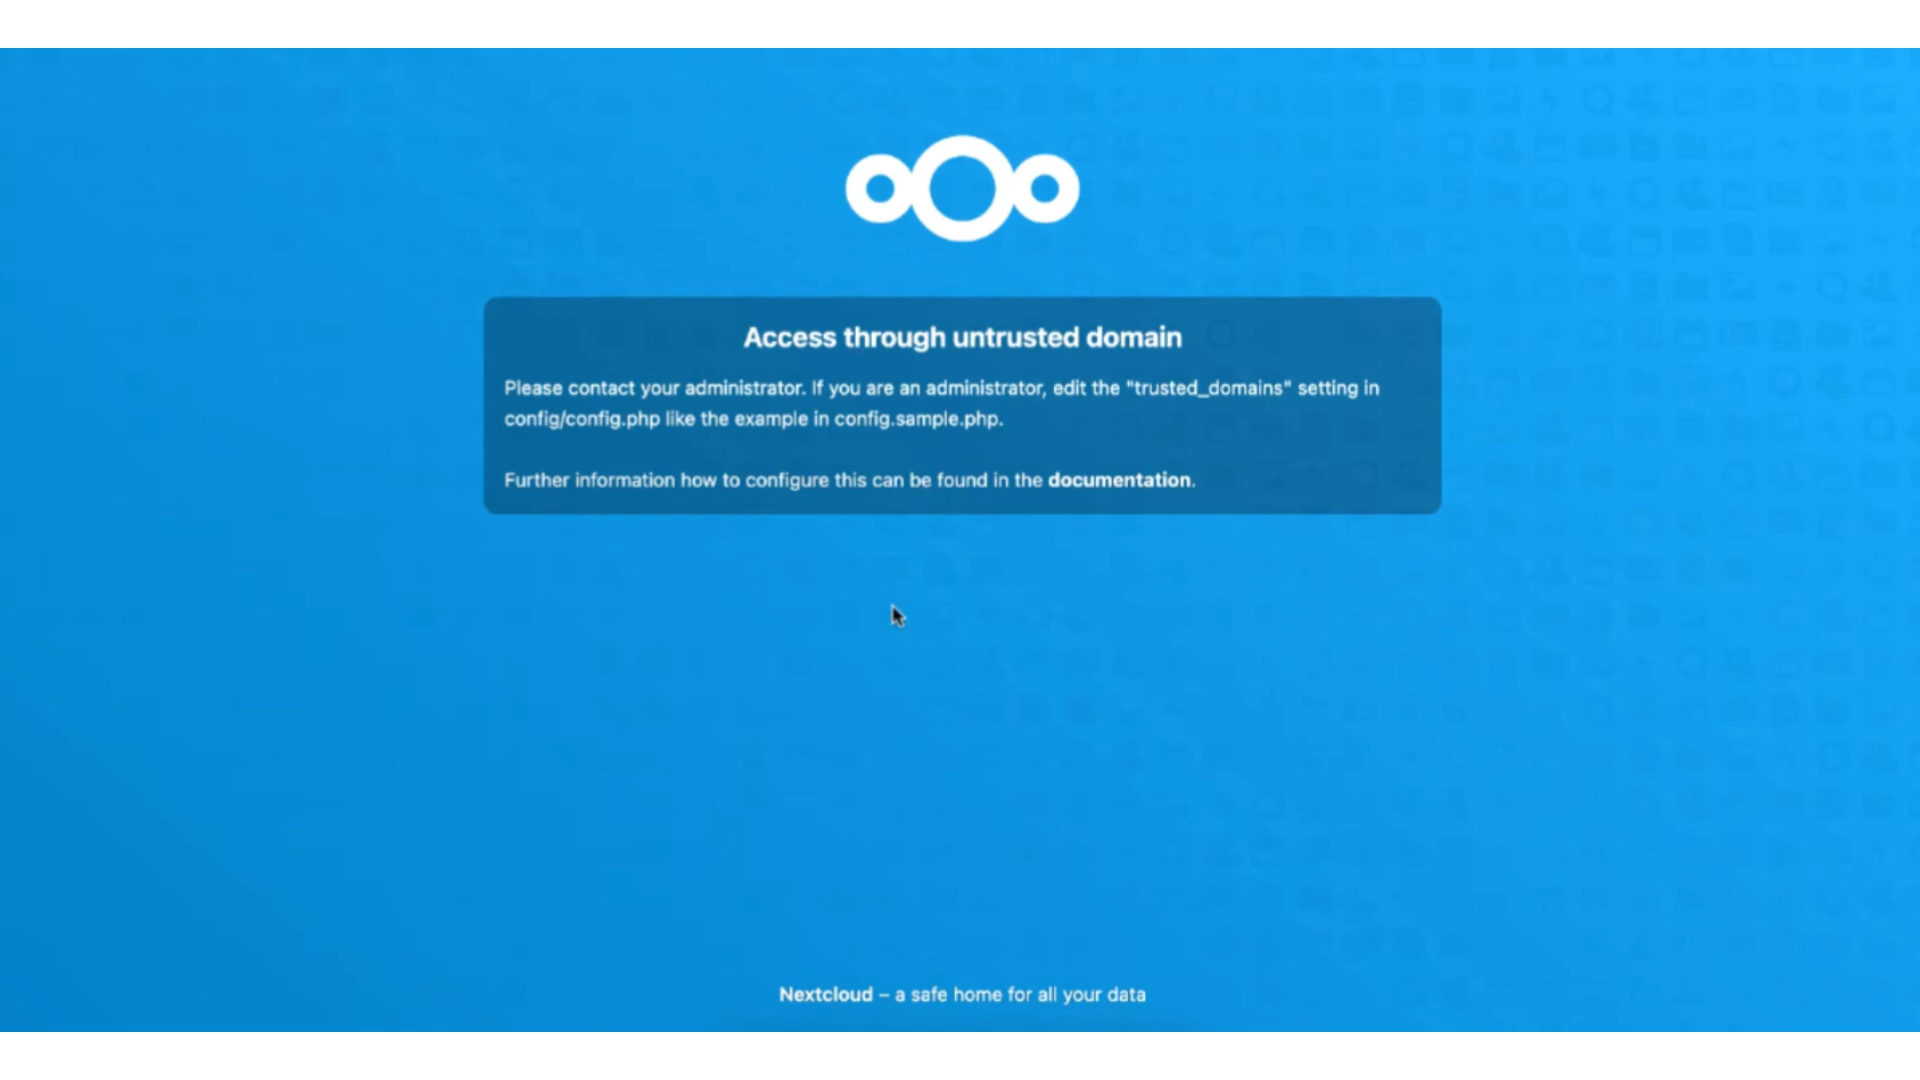 Access through untrusted domain
Please contact your administrator. If you are an administrator, edit the "trusted_domains" setting in
config/config.php like the example in config.sample.php.
Further information how to configure this can be found in the documentation.
Nextcloud – a safe home for all your data